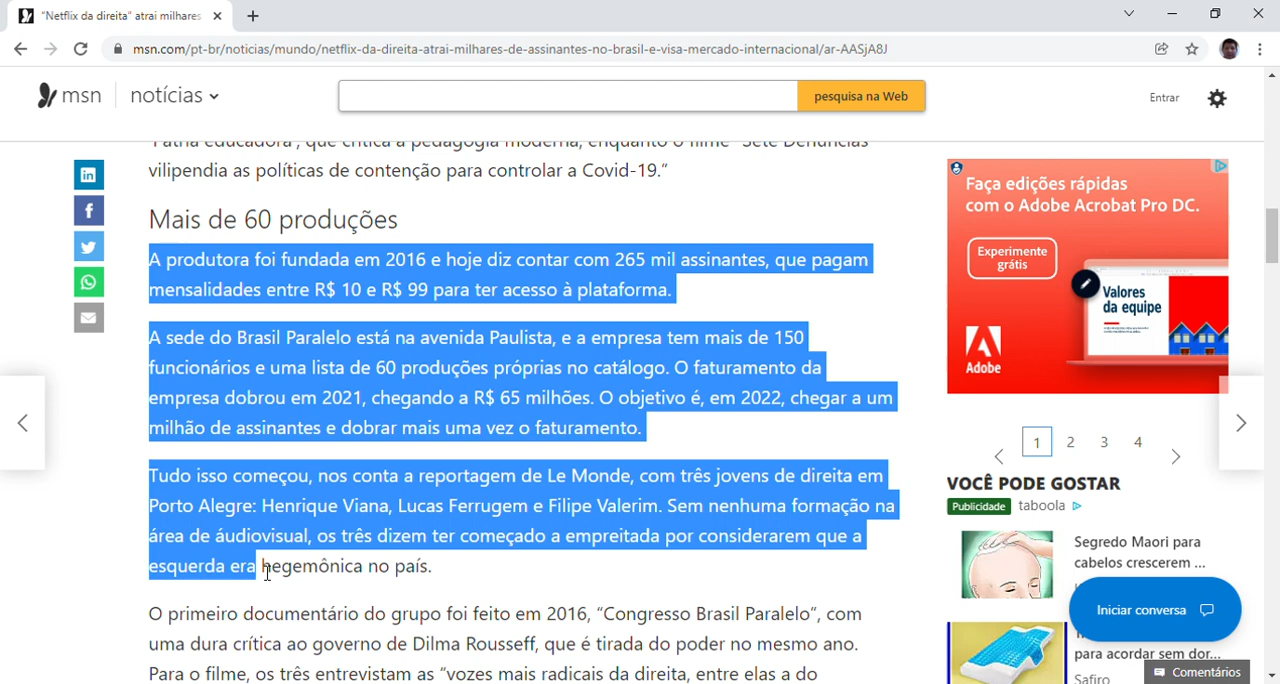 "Netflix da direita" atrai milhares
msn.com/pt-br/noticias/mundo/netflix-da-direita-atrai-milhares-de-assinantes-no-brasil-e-visa-mercado-internacional/ar-AASjA8J
msn
notícias
pesquisa na Web
Entrar
"Pátria educadora", que critica a pedagogia moderna, enquanto o filme "Sete Denúncias"
vilipendia as políticas de contenção para controlar a Covid-19."
Mais de 60 produções
A produtora foi fundada em 2016 e hoje diz contar com 265 mil assinantes, que pagam
mensalidades entre R$ 10 e R$ 99 para ter acesso à plataforma.
A sede do Brasil Paralelo está na avenida Paulista, e a empresa tem mais de 150
funcionários e uma lista de 60 produções próprias no catálogo. O faturamento da
empresa dobrou em 2021, chegando a R$ 65 milhões. O objetivo é, em 2022, chegar a um
milhão de assinantes e dobrar mais uma vez o faturamento.
Tudo isso começou, nos conta a reportagem de Le Monde, com três jovens de direita em
Porto Alegre: Henrique Viana, Lucas Ferrugem e Filipe Valerim. Sem nenhuma formação na
área de áudiovisual, os três dizem ter começado a empreitada por considerarem que a
esquerda era hegemônica no país.
O primeiro documentário do grupo foi feito em 2016, "Congresso Brasil Paralelo", com
uma dura crítica ao governo de Dilma Rousseff, que é tirada do poder no mesmo ano.
Para o filme, os três entrevistam as "vozes mais radicais da direita, entre elas a do
Faça edições rápidas
com o Adobe Acrobat Pro DC.
Experimente
grátis
Valores
da equipe
Adobe
1 2 3 4
VOCÊ PODE GOSTAR
Publicidade taboola
Segredo Maori para
cabelos crescerem ...
Iniciar conversa
para acordar sem dor...
Safiro
Comentários